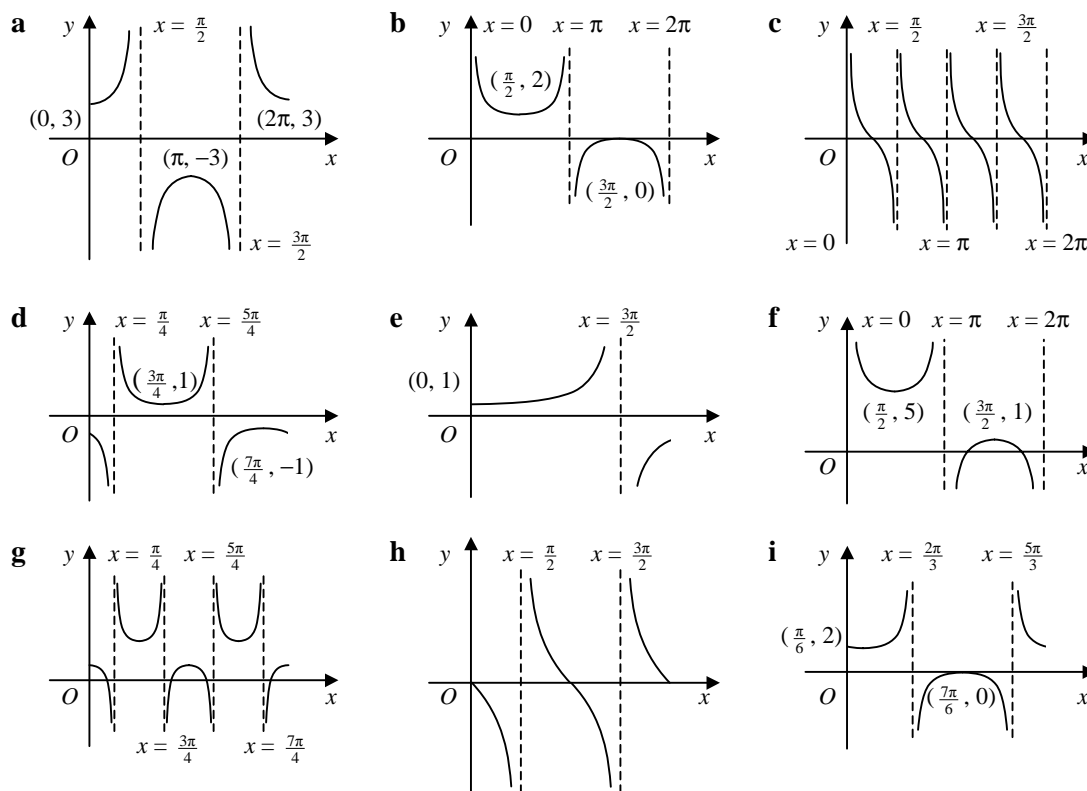 a y x = π/2
(0, 3) (2π, 3)
O (π, −3) x
x = 3π/2
b y x = 0 x = π x = 2π
(π/2, 2)
O x
(3π/2, 0)
c y x = π/2 x = 3π/2
O x
x = 0 x = π x = 2π
d y x = π/4 x = 5π/4
(3π/4, 1)
O x
(7π/4, −1)
e y x = 3π/2
(0, 1)
O x
f y x = 0 x = π x = 2π
(π/2, 5) (3π/2, 1)
O x
g y x = π/4 x = 5π/4
O x
x = 3π/4 x = 7π/4
h y x = π/2 x = 3π/2
O x
i y x = 2π/3 x = 5π/3
(π/6, 2)
O (7π/6, 0) x